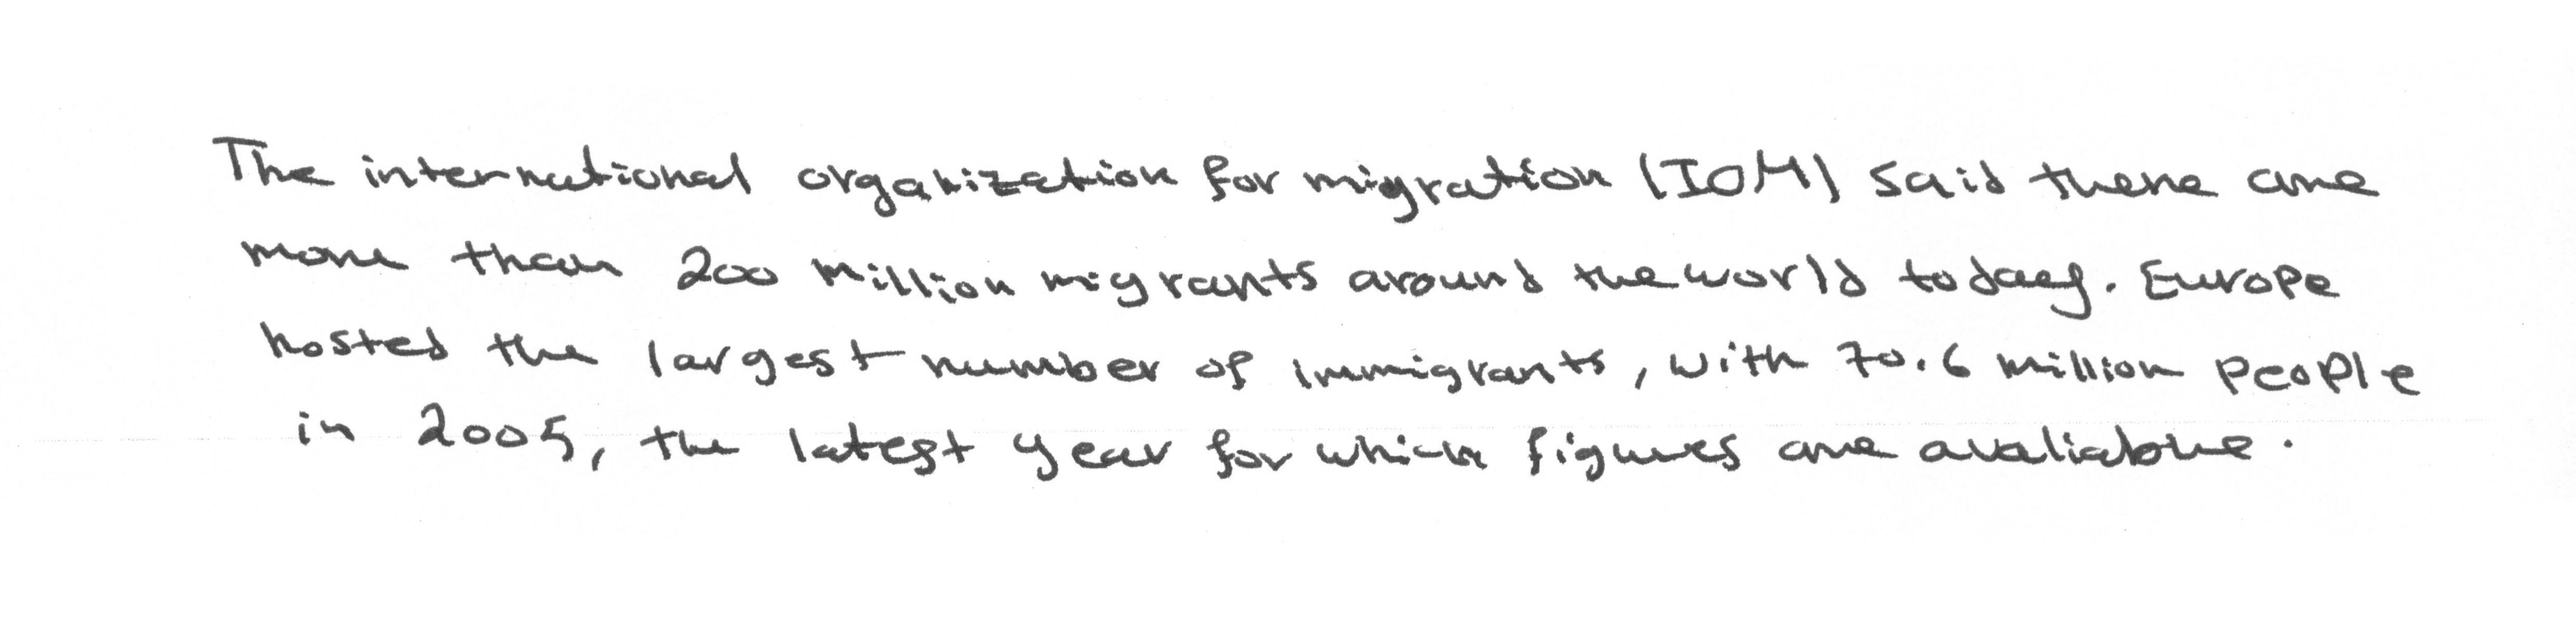 The international organization for migration (IOM) said there are
more than 200 million migrants around the world today. Europe
hosted the largest number of immigrants, with 70.6 million people
in 2005, the latest year for which figures are avaliable.